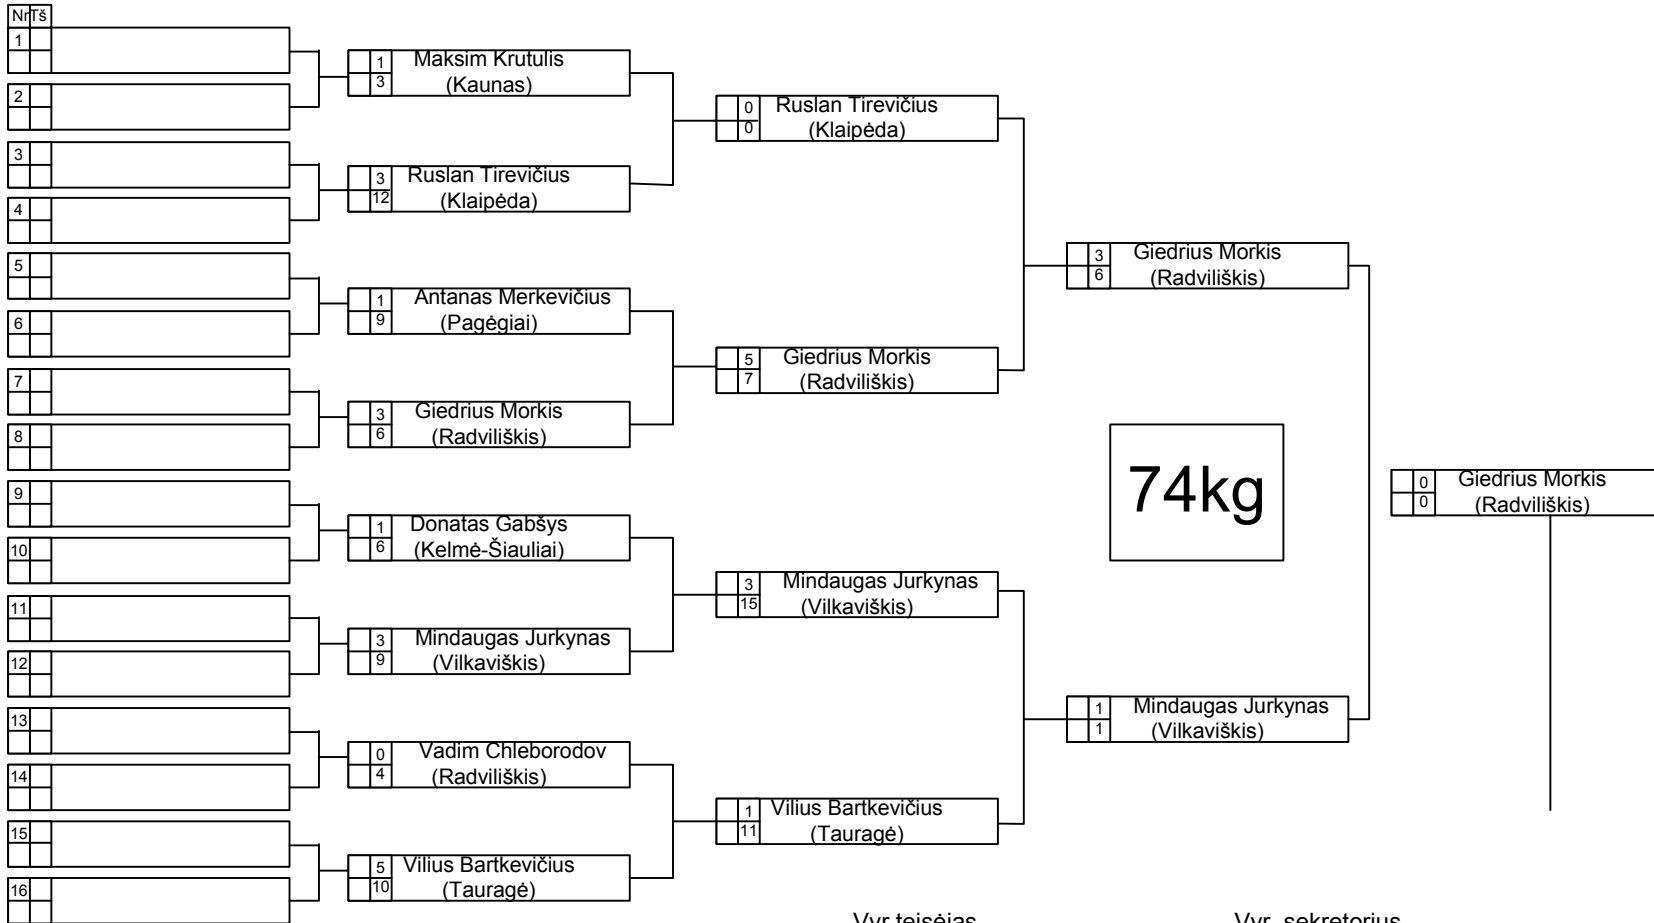 Nr Tš
1
2
3
4
5
6
7
8
9
10
11
12
13
14
15
16
1 Maksim Krutulis
3 (Kaunas)
3 Ruslan Tirevičius
12 (Klaipėda)
1 Antanas Merkevičius
9 (Pagėgiai)
3 Giedrius Morkis
6 (Radviliškis)
1 Donatas Gabšys
6 (Kelmė-Šiauliai)
3 Mindaugas Jurkynas
9 (Vilkaviškis)
0 Vadim Chleborodov
4 (Radviliškis)
5 Vilius Bartkevičius
10 (Tauragė)
0 Ruslan Tirevičius
0 (Klaipėda)
5 Giedrius Morkis
7 (Radviliškis)
3 Mindaugas Jurkynas
15 (Vilkaviškis)
1 Vilius Bartkevičius
11 (Tauragė)
3 Giedrius Morkis
6 (Radviliškis)
1 Mindaugas Jurkynas
1 (Vilkaviškis)
74kg
0 Giedrius Morkis
0 (Radviliškis)
Vyr.teisėjas Vyr. sekretorius